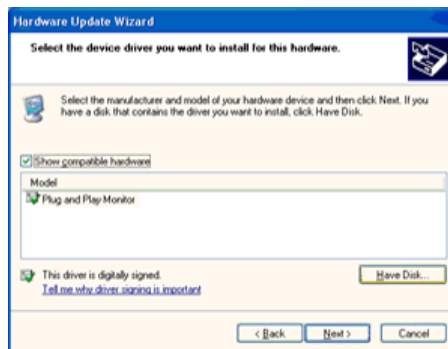 Hardware Update Wizard
Select the device driver you want to install for this hardware.
Select the manufacturer and model of your hardware device and then click Next. If you
have a disk that contains the driver you want to install, click Have Disk.
Show compatible hardware
Model
Plug and Play Monitor
This driver is digitally signed.
Have Disk...
Tell me why driver signing is important
< Back
Next >
Cancel